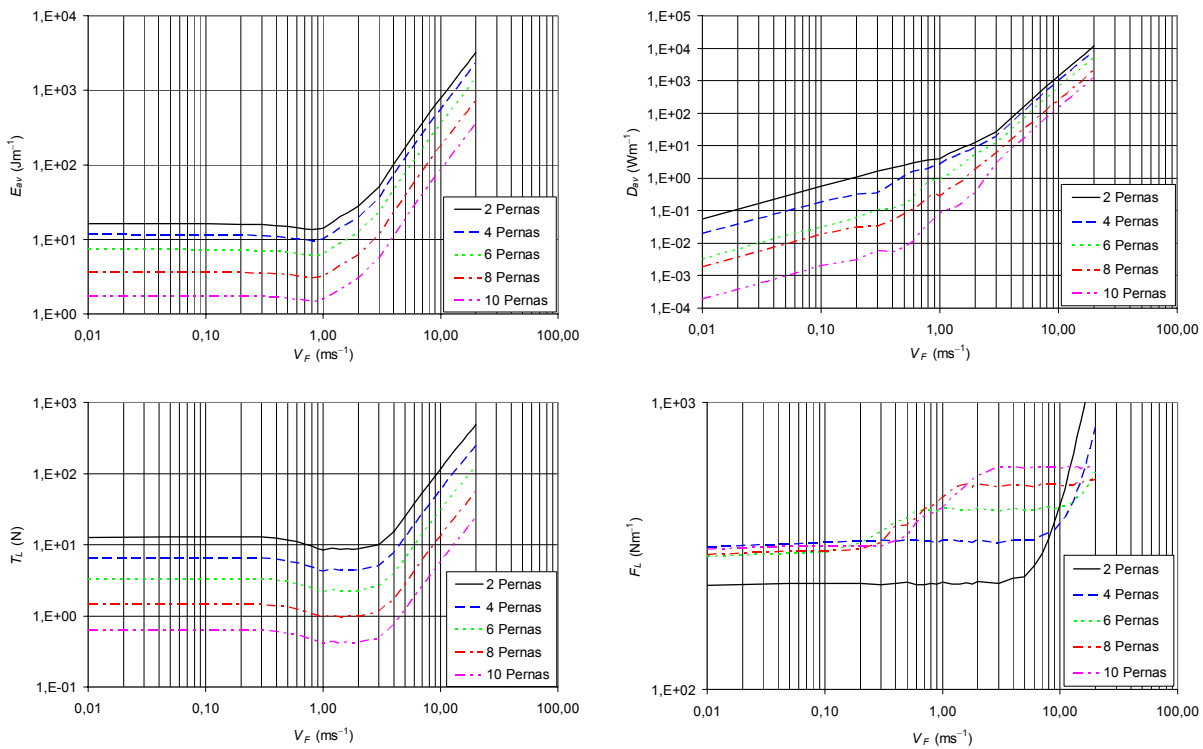 1,E+04
1,E+03
1,E+02
1,E+01
1,E+00
E_av (Jm⁻¹)
0,01 0,10 1,00 10,00 100,00
V_F (ms⁻¹)
2 Pernas
4 Pernas
6 Pernas
8 Pernas
10 Pernas
1,E+05
1,E+04
1,E+03
1,E+02
1,E+01
1,E+00
1,E-01
1,E-02
1,E-03
1,E-04
D_av (Wm⁻¹)
0,01 0,10 1,00 10,00 100,00
V_F (ms⁻¹)
2 Pernas
4 Pernas
6 Pernas
8 Pernas
10 Pernas
1,E+03
1,E+02
1,E+01
1,E+00
1,E-01
T_L (N)
0,01 0,10 1,00 10,00 100,00
V_F (ms⁻¹)
2 Pernas
4 Pernas
6 Pernas
8 Pernas
10 Pernas
1,E+03
1,E+02
F_L (Nm⁻¹)
0,01 0,10 1,00 10,00 100,00
V_F (ms⁻¹)
2 Pernas
4 Pernas
6 Pernas
8 Pernas
10 Pernas